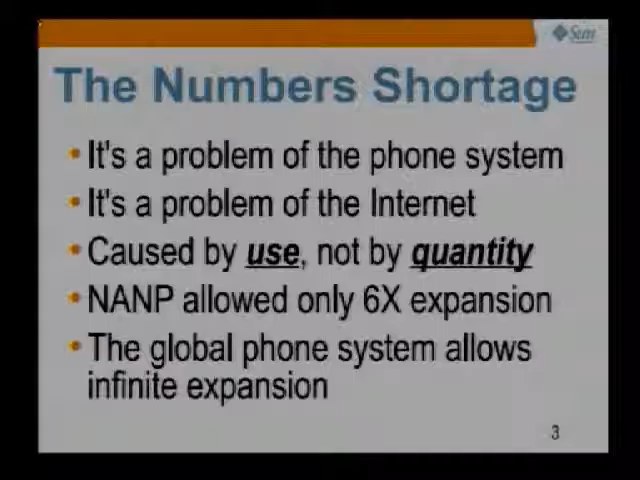 Sun
The Numbers Shortage
• It's a problem of the phone system
• It's a problem of the Internet
• Caused by use, not by quantity
• NANP allowed only 6X expansion
• The global phone system allows
infinite expansion
3